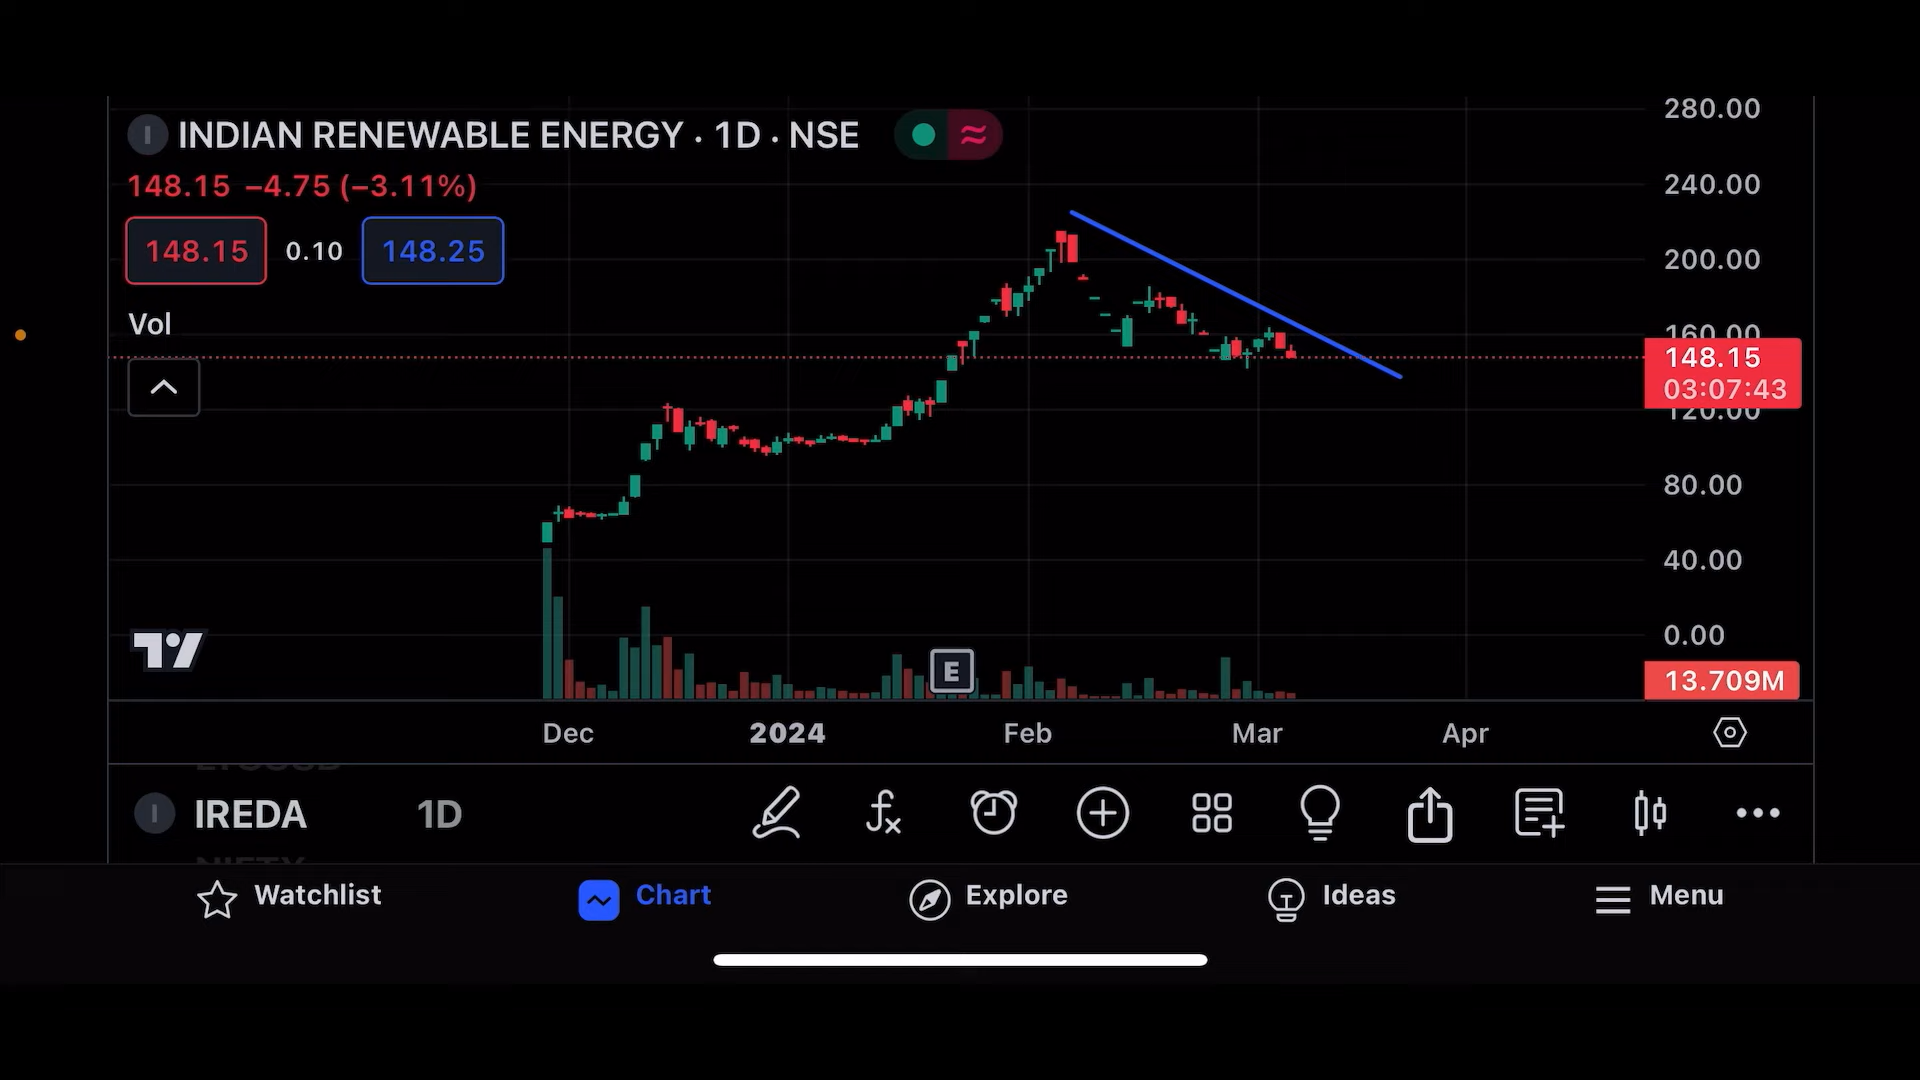 280.00
I INDIAN RENEWABLE ENERGY · 1D · NSE
240.00
148.15 −4.75 (−3.11%)
148.15 0.10 148.25
200.00
Vol
160.00
148.15
03:07:43
120.00
80.00
40.00
0.00
E
13.709M
Dec 2024 Feb Mar Apr
I IREDA 1D
NIFTY
Watchlist Chart Explore Ideas Menu